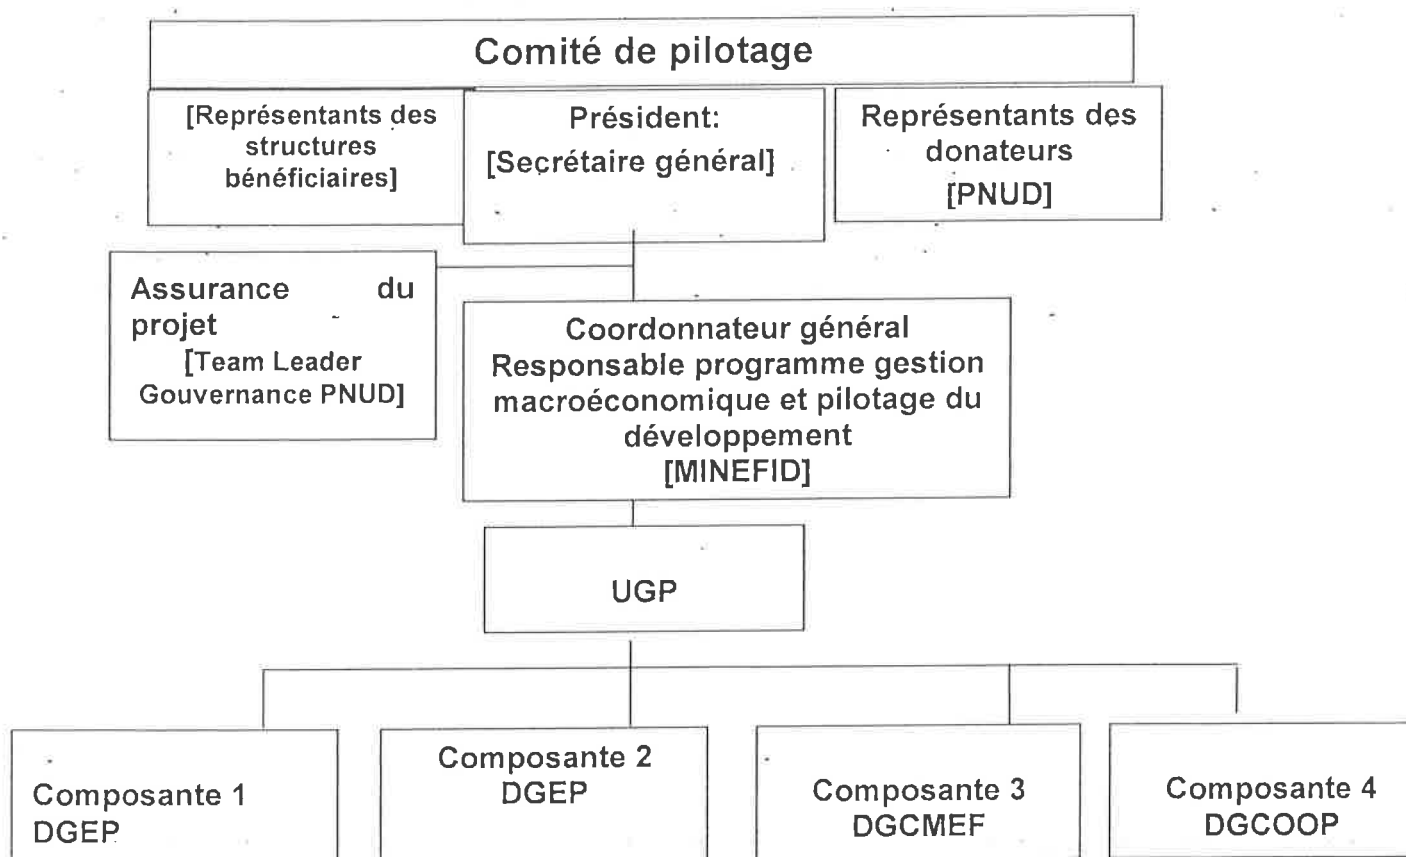 Comité de pilotage
[Représentants des
structures
bénéficiaires]
Président:
[Secrétaire général]
Représentants des
donateurs
[PNUD]
Assurance du
projet
[Team Leader
Gouvernance PNUD]
Coordonnateur général
Responsable programme gestion
macroéconomique et pilotage du
développement
[MINEFID]
UGP
Composante 1
DGEP
Composante 2
DGEP
Composante 3
DGCMEF
Composante 4
DGCOOP